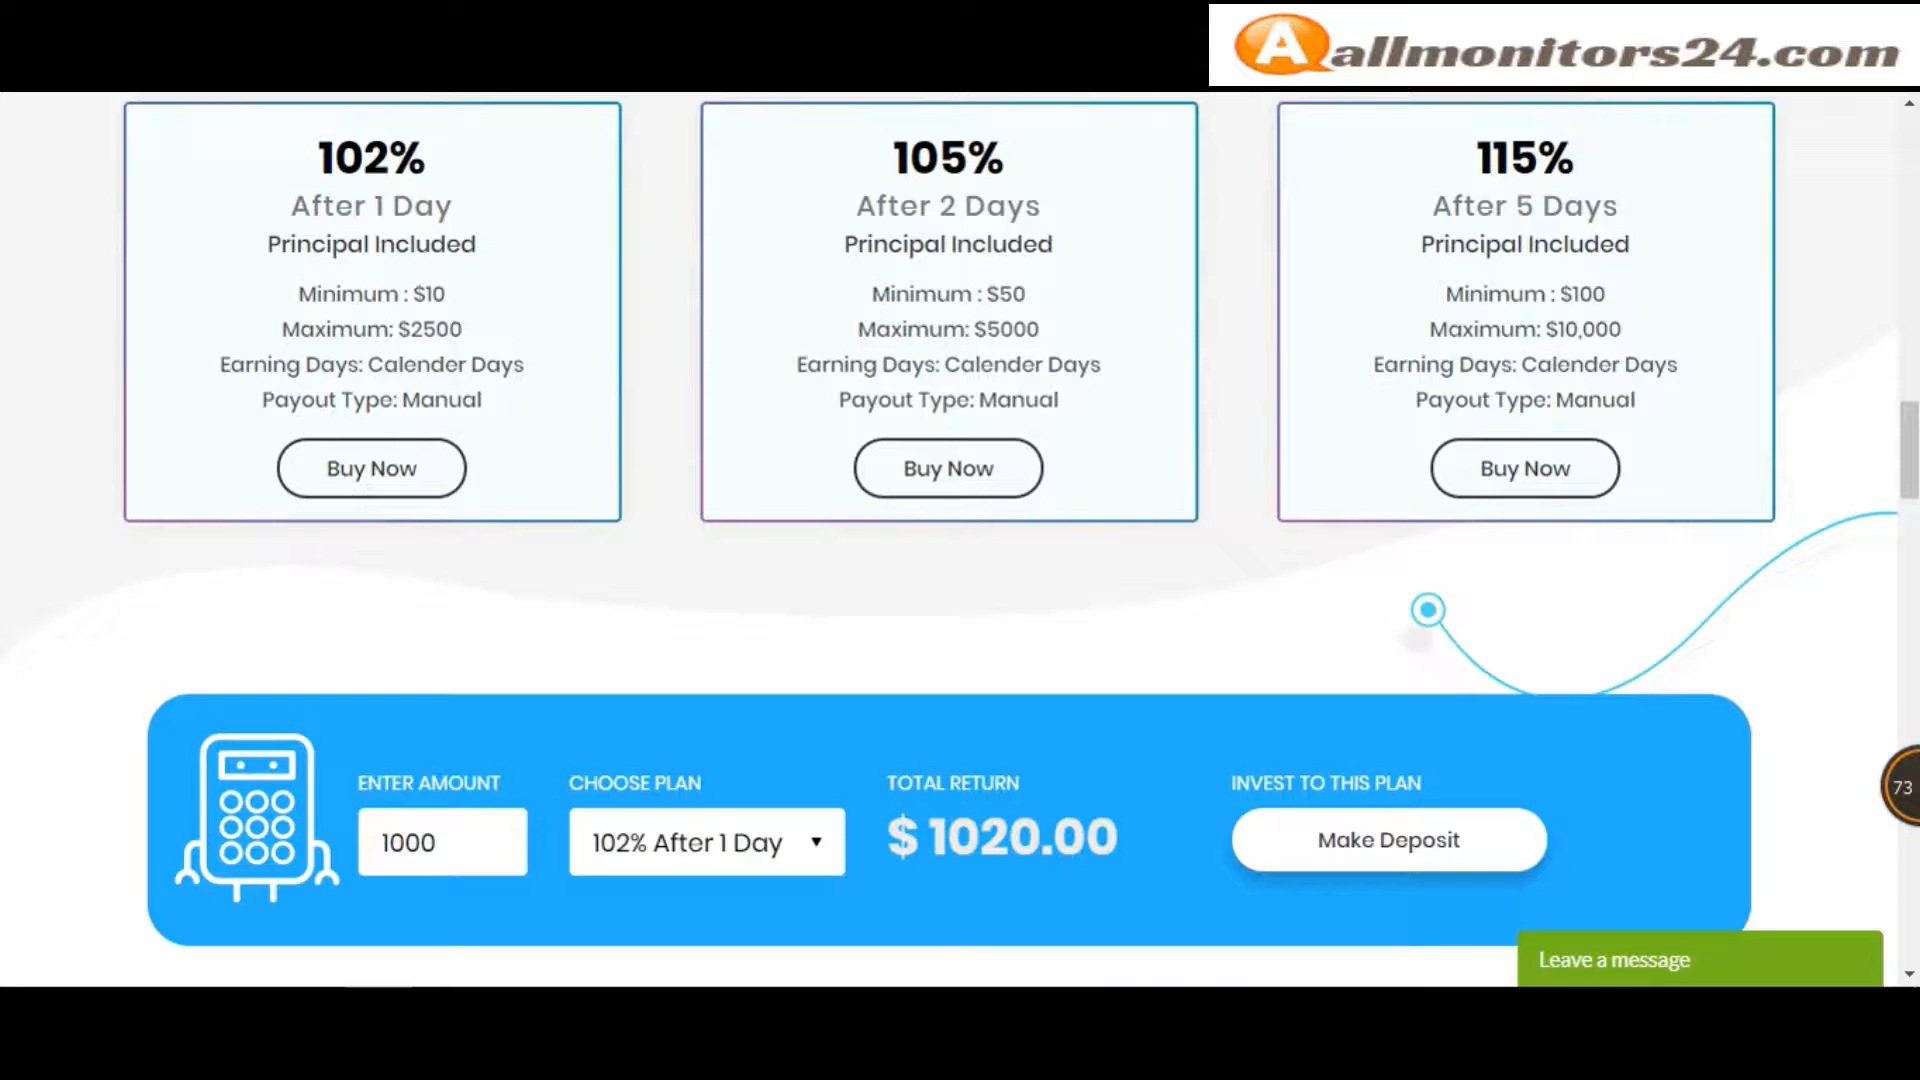 allmonitors24.com
102%
After 1 Day
Principal Included
Minimum : $10
Maximum: $2500
Earning Days: Calender Days
Payout Type: Manual
Buy Now
105%
After 2 Days
Principal Included
Minimum : $50
Maximum: $5000
Earning Days: Calender Days
Payout Type: Manual
Buy Now
115%
After 5 Days
Principal Included
Minimum : $100
Maximum: $10,000
Earning Days: Calender Days
Payout Type: Manual
Buy Now
ENTER AMOUNT
1000
CHOOSE PLAN
102% After 1 Day
TOTAL RETURN
$ 1020.00
INVEST TO THIS PLAN
Make Deposit
73
Leave a message